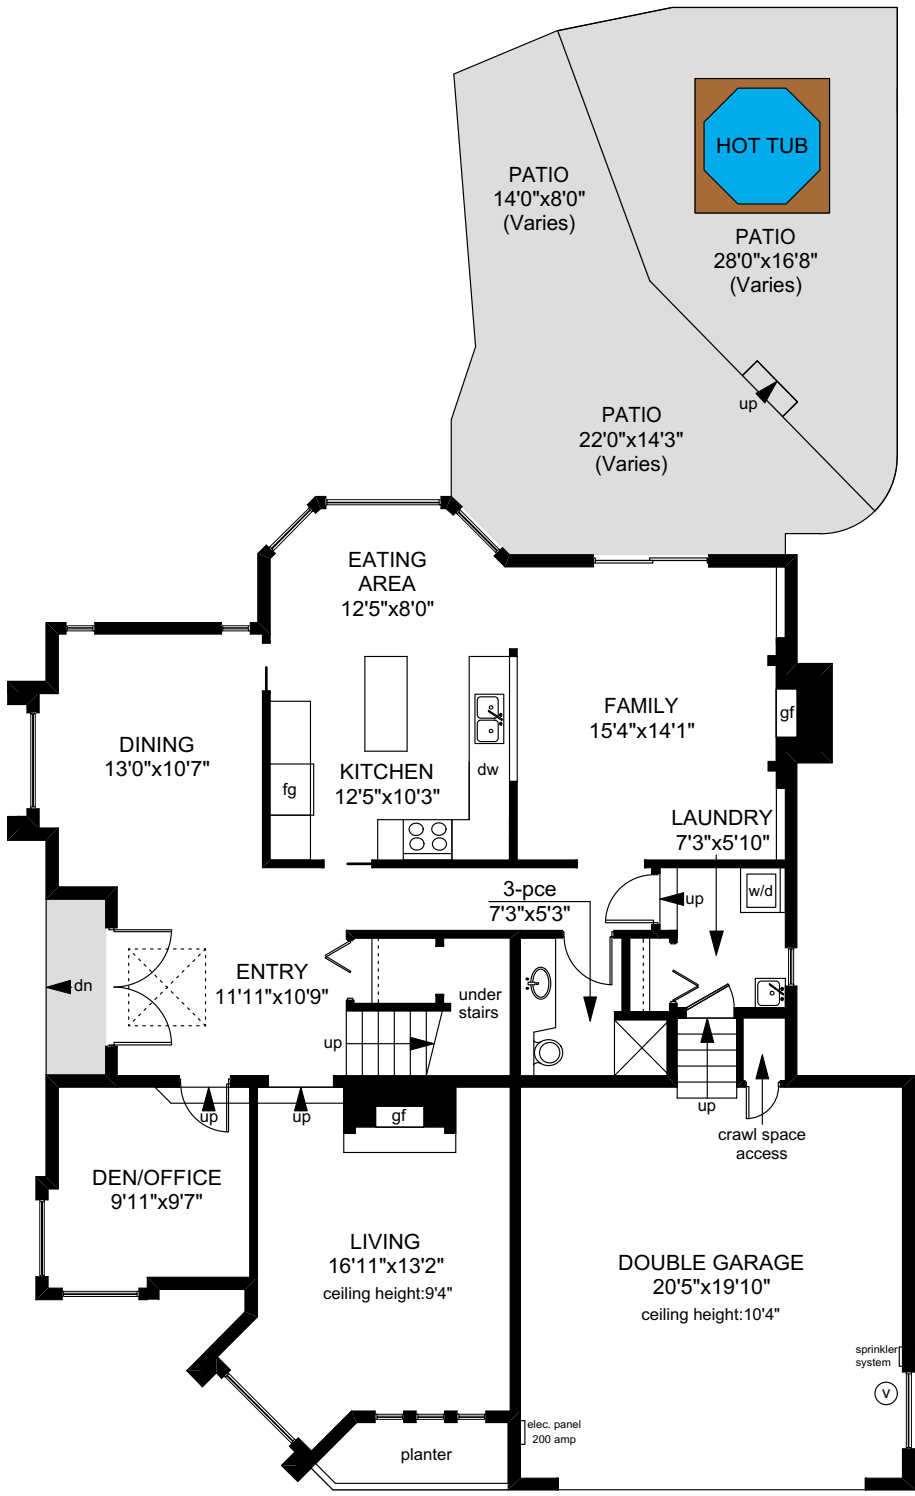 HOT TUB
PATIO
14'0"x8'0"
(Varies)
PATIO
28'0"x16'8"
(Varies)
up
PATIO
22'0"x14'3"
(Varies)
EATING
AREA
12'5"x8'0"
FAMILY
15'4"x14'1"
gf
DINING
13'0"x10'7"
KITCHEN
12'5"x10'3"
dw
fg
LAUNDRY
7'3"x5'10"
3-pce
7'3"x5'3"
up
w/d
dn
ENTRY
11'11"x10'9"
under
stairs
up
up
up
up
gf
crawl space
access
DEN/OFFICE
9'11"x9'7"
LIVING
16'11"x13'2"
ceiling height:9'4"
DOUBLE GARAGE
20'5"x19'10"
ceiling height:10'4"
sprinkler
system
V
elec. panel
200 amp
planter